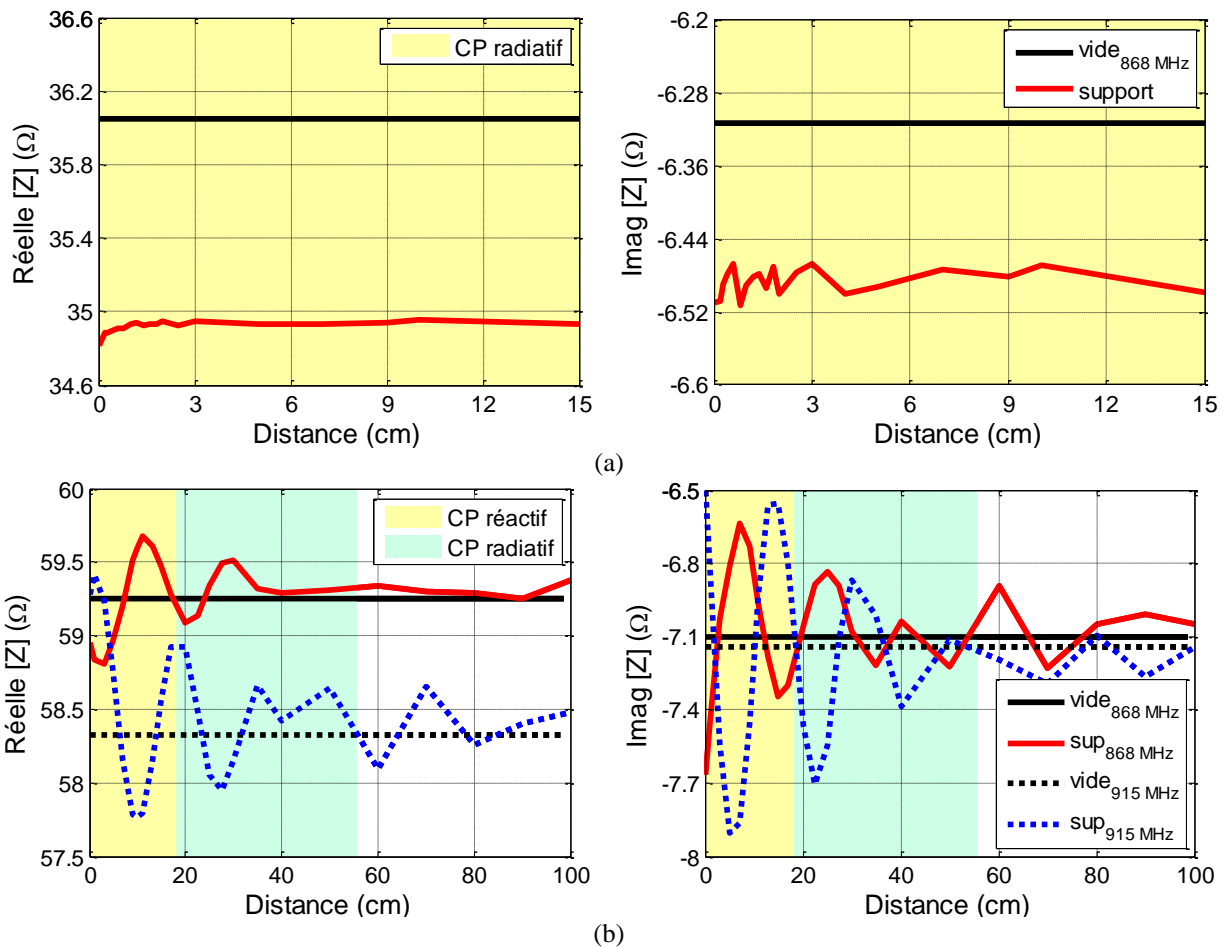 36.6
36.2
35.8
35.4
35
34.6
Réelle [Z] (Ω)
CP radiatif
0 3 6 9 12 15
Distance (cm)
-6.2
-6.28
-6.36
-6.44
-6.52
-6.6
Imag [Z] (Ω)
vide868 MHz
support
0 3 6 9 12 15
Distance (cm)
(a)
60
59.5
59
58.5
58
57.5
Réelle [Z] (Ω)
CP réactif
CP radiatif
0 20 40 60 80 100
Distance (cm)
-6.5
-6.8
-7.1
-7.4
-7.7
-8
Imag [Z] (Ω)
vide868 MHz
sup868 MHz
vide915 MHz
sup915 MHz
0 20 40 60 80 100
Distance (cm)
(b)